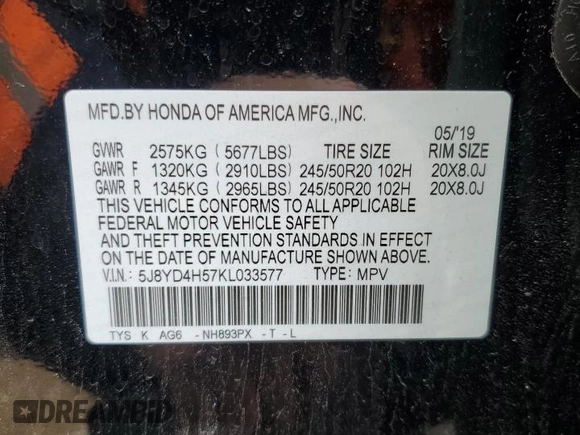 MFD.BY HONDA OF AMERICA MFG.,INC.
05/'19
GVWR 2575KG ( 5677LBS) TIRE SIZE RIM SIZE
GAWR F 1320KG ( 2910LBS) 245/50R20 102H 20X8.0J
GAWR R 1345KG ( 2965LBS) 245/50R20 102H 20X8.0J
THIS VEHICLE CONFORMS TO ALL APPLICABLE
FEDERAL MOTOR VEHICLE SAFETY
AND THEFT PREVENTION STANDARDS IN EFFECT
ON THE DATE OF MANUFACTURE SHOWN ABOVE.
V.I.N: 5J8YD4H57KL033577 TYPE: MPV
TYS K AG6 -NH893PX -T -L
DREAMBID